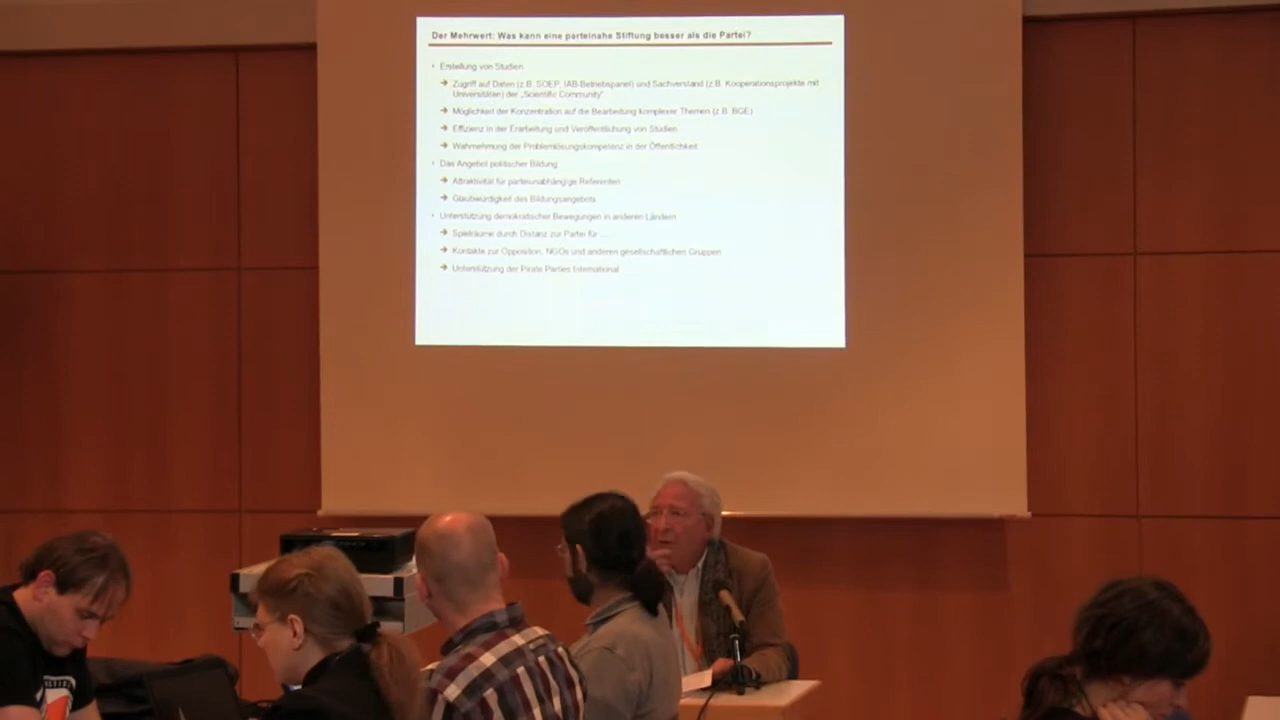 Der Mehrwert: Was kann eine parteinahe Stiftung besser als die Partei?
Erstellung von Studien
Zugriff auf Daten (z.B. SOEP, IAB-Betriebspanel) und Sachverstand (z.B. Kooperationsprojekte mit
Universitäten) der „Scientific Community“
Möglichkeit der Konzentration auf die Bearbeitung komplexer Themen (z.B. BGE)
Effizienz in der Erarbeitung und Veröffentlichung von Studien
Wahrnehmung der Problemlösungskompetenz in der Öffentlichkeit
Das Angebot politischer Bildung
Attraktivität für parteiunabhängige Referenten
Glaubwürdigkeit des Bildungsangebots
Unterstützung demokratischer Bewegungen in anderen Ländern
Spielräume durch Distanz zur Partei für ...
Kontakte zur Opposition, NGOs und anderen gesellschaftlichen Gruppen
Unterstützung der Pirate Parties International